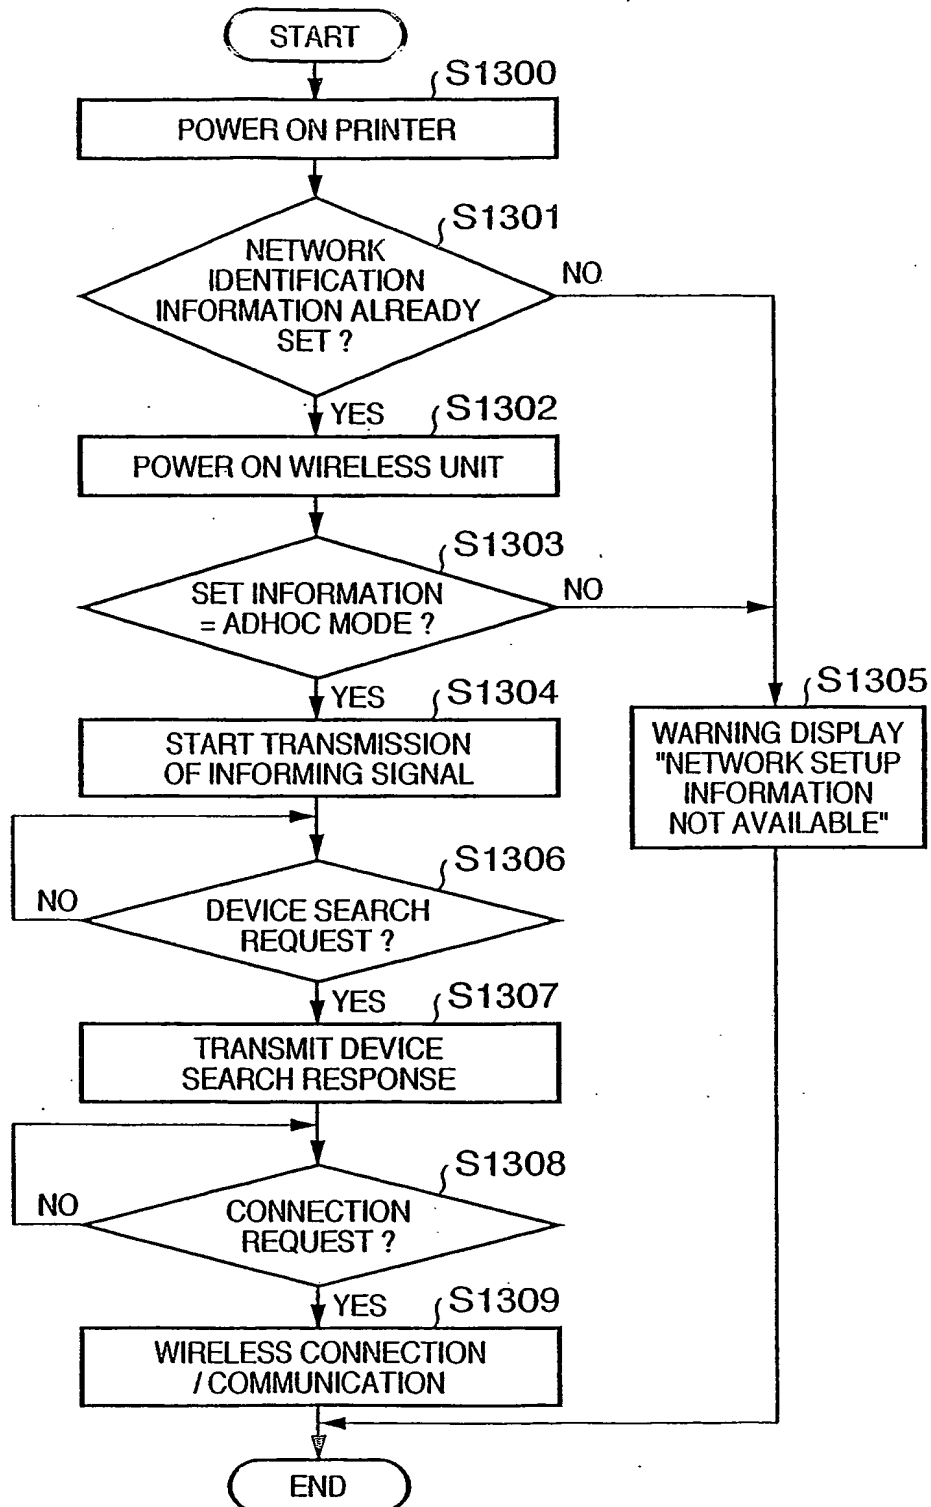 START
S1300
POWER ON PRINTER
S1301
NETWORK
IDENTIFICATION
INFORMATION ALREADY
SET ?
NO
YES
S1302
POWER ON WIRELESS UNIT
S1303
SET INFORMATION
= ADHOC MODE ?
NO
YES
S1304
START TRANSMISSION
OF INFORMING SIGNAL
S1305
WARNING DISPLAY
"NETWORK SETUP
INFORMATION
NOT AVAILABLE"
S1306
DEVICE SEARCH
REQUEST ?
NO
YES
S1307
TRANSMIT DEVICE
SEARCH RESPONSE
S1308
CONNECTION
REQUEST ?
NO
YES
S1309
WIRELESS CONNECTION
/ COMMUNICATION
END